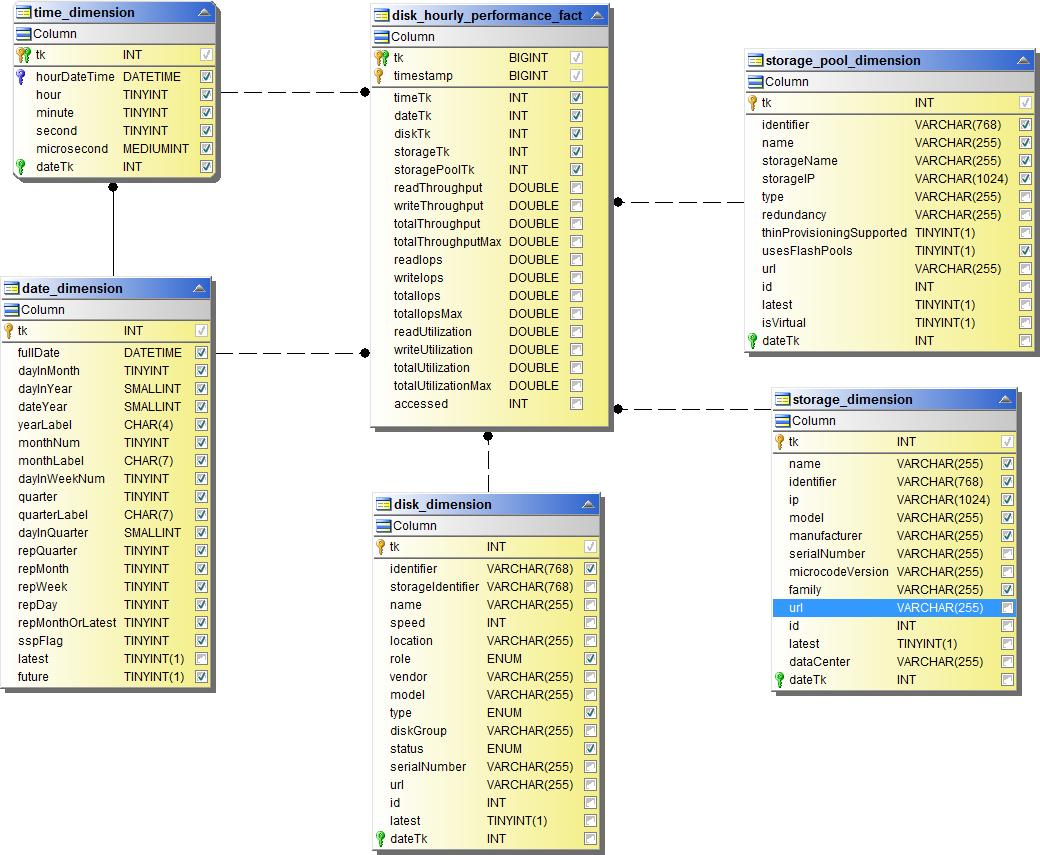 time_dimension
Column
tk INT
hourDateTime DATETIME
hour TINYINT
minute TINYINT
second TINYINT
microsecond MEDIUMINT
dateTk INT
disk_hourly_performance_fact
Column
tk BIGINT
timestamp BIGINT
timeTk INT
dateTk INT
diskTk INT
storageTk INT
storagePoolTk INT
readThroughput DOUBLE
writeThroughput DOUBLE
totalThroughput DOUBLE
totalThroughputMax DOUBLE
readIops DOUBLE
writeIops DOUBLE
totalIops DOUBLE
totalIopsMax DOUBLE
readUtilization DOUBLE
writeUtilization DOUBLE
totalUtilization DOUBLE
totalUtilizationMax DOUBLE
accessed INT
storage_pool_dimension
Column
tk INT
identifier VARCHAR(768)
name VARCHAR(255)
storageName VARCHAR(255)
storageIP VARCHAR(1024)
type VARCHAR(255)
redundancy VARCHAR(255)
thinProvisioningSupported TINYINT(1)
usesFlashPools TINYINT(1)
url VARCHAR(255)
id INT
latest TINYINT(1)
isVirtual TINYINT(1)
dateTk INT
date_dimension
Column
tk INT
fullDate DATETIME
dayInMonth TINYINT
dayInYear SMALLINT
dateYear SMALLINT
yearLabel CHAR(4)
monthNum TINYINT
monthLabel CHAR(7)
dayInWeekNum TINYINT
quarter TINYINT
quarterLabel CHAR(7)
dayInQuarter SMALLINT
repQuarter TINYINT
repMonth TINYINT
repWeek TINYINT
repDay TINYINT
repMonthOrLatest TINYINT
sspFlag TINYINT
latest TINYINT(1)
future TINYINT(1)
disk_dimension
Column
tk INT
identifier VARCHAR(768)
storageIdentifier VARCHAR(768)
name VARCHAR(255)
speed INT
location VARCHAR(255)
role ENUM
vendor VARCHAR(255)
model VARCHAR(255)
type ENUM
diskGroup VARCHAR(255)
status ENUM
serialNumber VARCHAR(255)
url VARCHAR(255)
id INT
latest TINYINT(1)
dateTk INT
storage_dimension
Column
tk INT
name VARCHAR(255)
identifier VARCHAR(768)
ip VARCHAR(1024)
model VARCHAR(255)
manufacturer VARCHAR(255)
serialNumber VARCHAR(255)
microcodeVersion VARCHAR(255)
family VARCHAR(255)
url VARCHAR(255)
id INT
latest TINYINT(1)
dataCenter VARCHAR(255)
dateTk INT